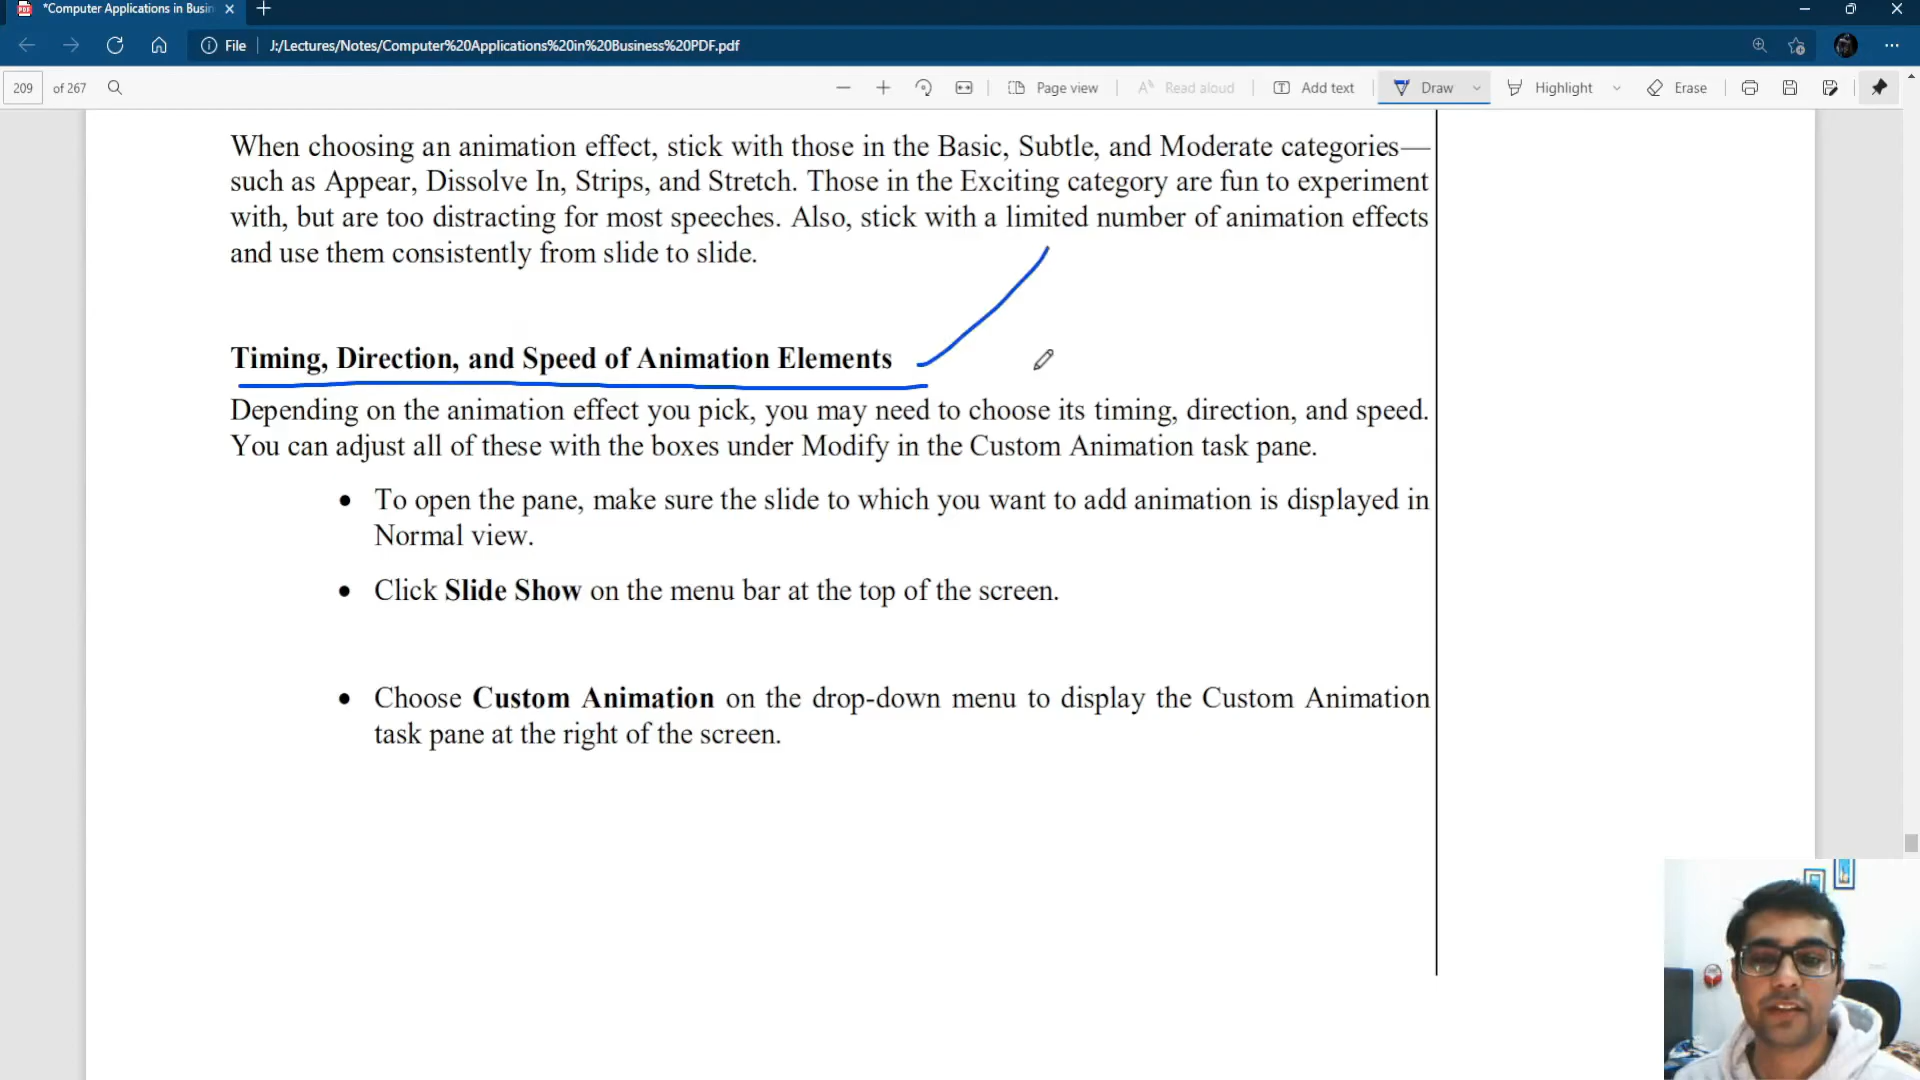 *Computer Applications in Busin
File
J:/Lectures/Notes/Computer%20Applications%20in%20Business%20PDF.pdf
209 of 267
Page view
Read aloud
Add text
Draw
Highlight
Erase
When choosing an animation effect, stick with those in the Basic, Subtle, and Moderate categories—
such as Appear, Dissolve In, Strips, and Stretch. Those in the Exciting category are fun to experiment
with, but are too distracting for most speeches. Also, stick with a limited number of animation effects
and use them consistently from slide to slide.
Timing, Direction, and Speed of Animation Elements
Depending on the animation effect you pick, you may need to choose its timing, direction, and speed.
You can adjust all of these with the boxes under Modify in the Custom Animation task pane.
• To open the pane, make sure the slide to which you want to add animation is displayed in
Normal view.
• Click Slide Show on the menu bar at the top of the screen.
• Choose Custom Animation on the drop-down menu to display the Custom Animation
task pane at the right of the screen.